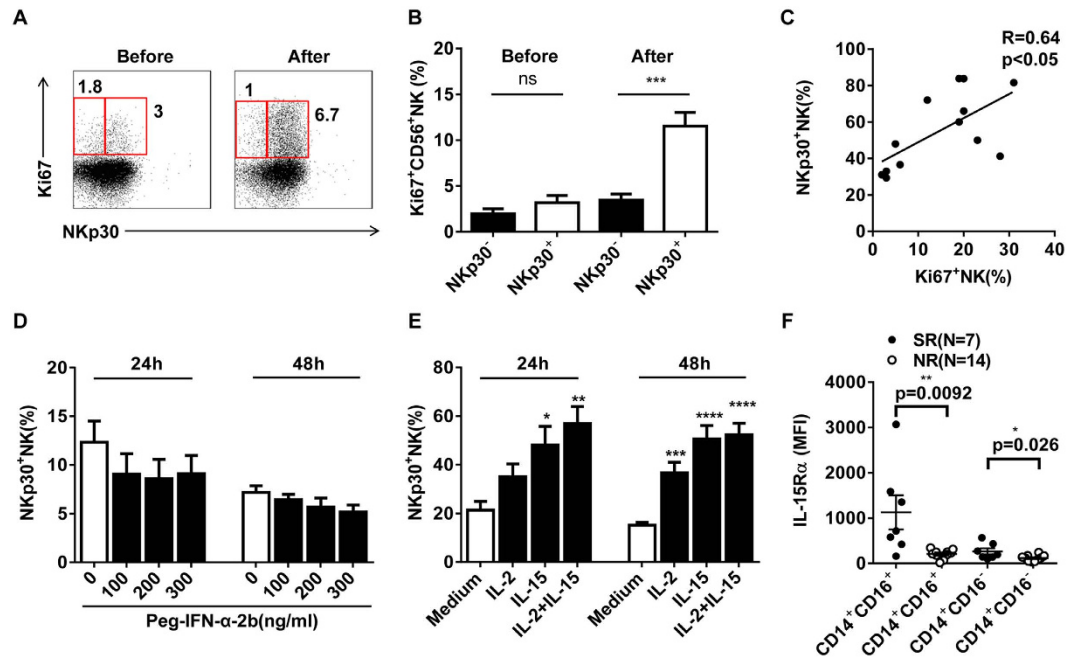 A
Before
After
1.8
3
1
6.7
Ki67
NKp30
B
Before
After
ns
***
Ki67⁺CD56⁺NK (%)
20
15
10
5
0
NKp30⁻
NKp30⁺
NKp30⁻
NKp30⁺
C
R=0.64
p<0.05
NKp30⁺NK(%)
100
80
60
40
20
0
0
10
20
30
40
Ki67⁺NK(%)
D
24h
48h
NKp30⁺NK(%)
20
15
10
5
0
0
100
200
300
0
100
200
300
Peg-IFN-α-2b(ng/ml)
E
24h
48h
*
**
***
****
****
NKp30⁺NK(%)
100
80
60
40
20
0
Medium
IL-2
IL-15
IL-2+IL-15
Medium
IL-2
IL-15
IL-2+IL-15
F
SR(N=7)
NR(N=14)
**
p=0.0092
*
p=0.026
IL-15Rα (MFI)
4000
3000
2000
1000
0
CD14⁺CD16⁺
CD14⁺CD16⁺
CD14⁺CD16⁻
CD14⁺CD16⁻